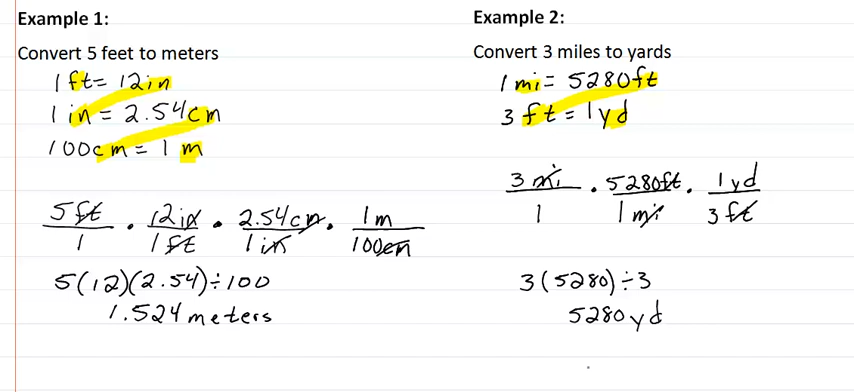 Example 1:
Convert 5 feet to meters
1 ft = 12 in
1 in = 2.54 cm
100 cm = 1 m
5 ft/1 · 12 in/1 ft · 2.54 cm/1 in · 1 m/100 cm
5(12)(2.54) ÷ 100
1.524 meters
Example 2:
Convert 3 miles to yards
1 mi = 5280 ft
3 ft = 1 yd
3 mi/1 · 5280 ft/1 mi · 1 yd/3 ft
3(5280) ÷ 3
5280 yd